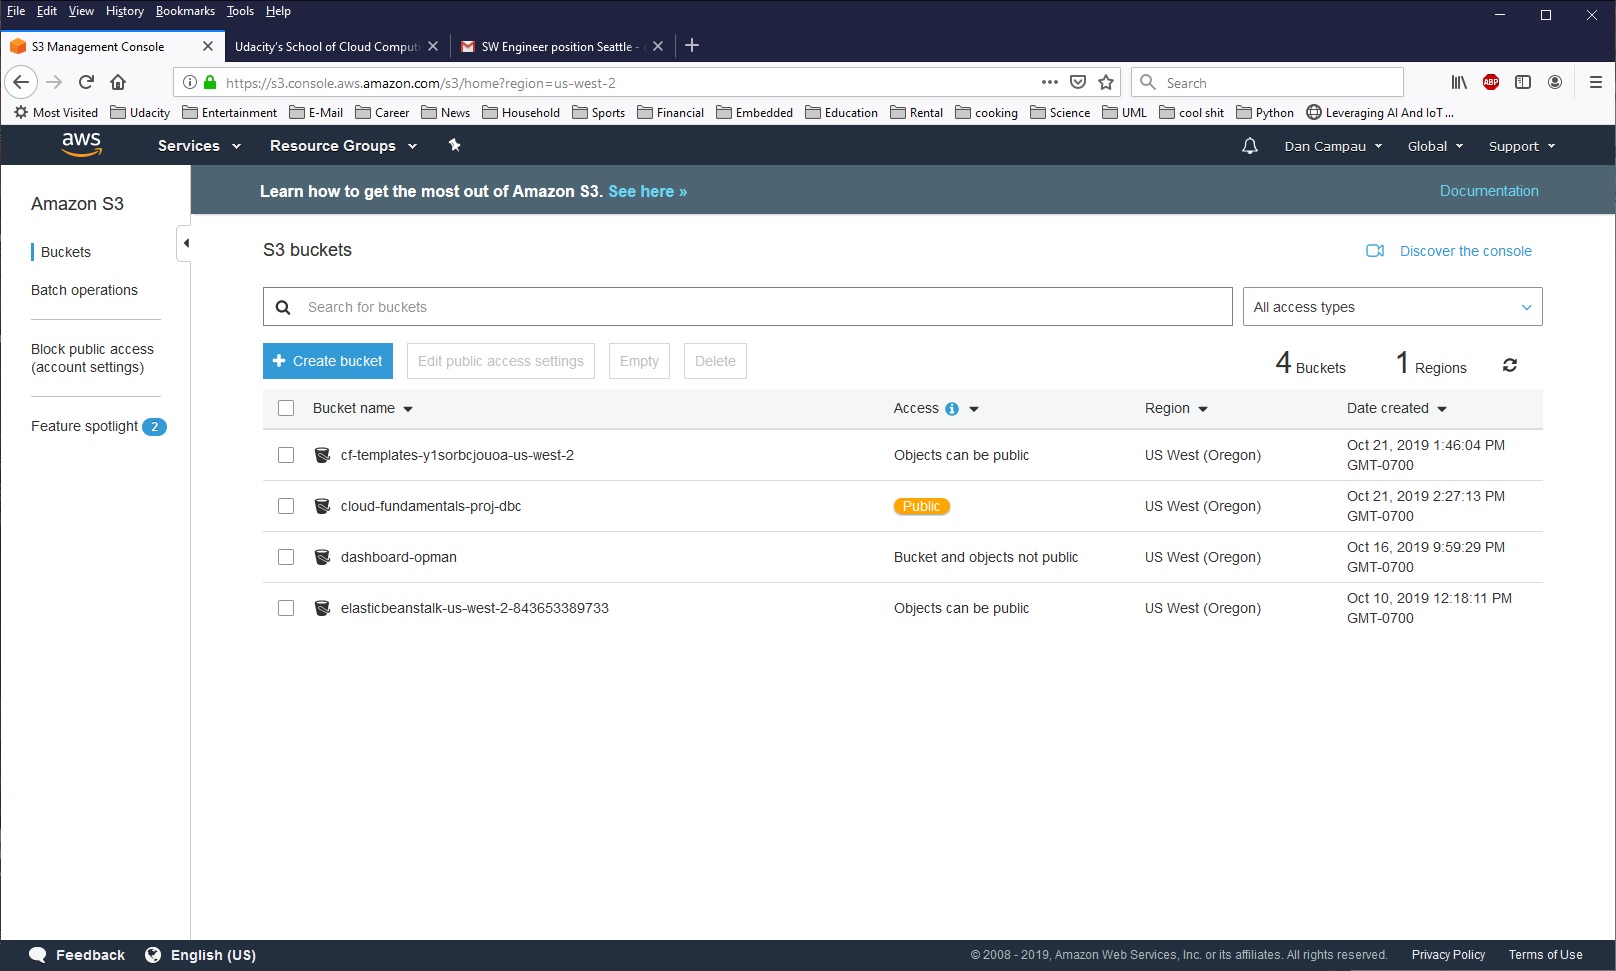 File Edit View History Bookmarks Tools Help
S3 Management Console
Udacity's School of Cloud Computi
SW Engineer position Seattle -
https://s3.console.aws.amazon.com/s3/home?region=us-west-2
Search
Most Visited Udacity Entertainment E-Mail Career News Household Sports Financial Embedded Education Rental cooking Science UML cool shit Python Leveraging AI And IoT ...
aws Services Resource Groups Dan Campau Global Support
Learn how to get the most out of Amazon S3. See here » Documentation
Amazon S3
Buckets
Batch operations
Block public access
(account settings)
Feature spotlight 2
S3 buckets Discover the console
Search for buckets All access types
+ Create bucket Edit public access settings Empty Delete 4 Buckets 1 Regions
Bucket name Access Region Date created
cf-templates-y1sorbcjouoa-us-west-2 Objects can be public US West (Oregon) Oct 21, 2019 1:46:04 PM
GMT-0700
cloud-fundamentals-proj-dbc Public US West (Oregon) Oct 21, 2019 2:27:13 PM
GMT-0700
dashboard-opman Bucket and objects not public US West (Oregon) Oct 16, 2019 9:59:29 PM
GMT-0700
elasticbeanstalk-us-west-2-843653389733 Objects can be public US West (Oregon) Oct 10, 2019 12:18:11 PM
GMT-0700
Feedback English (US) © 2008 - 2019, Amazon Web Services, Inc. or its affiliates. All rights reserved. Privacy Policy Terms of Use